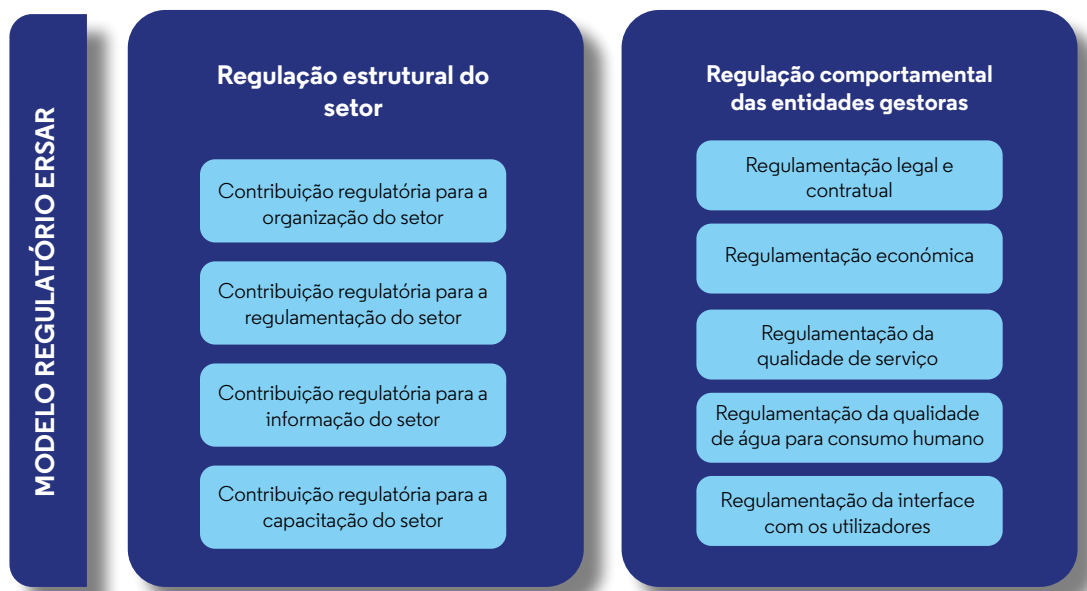 MODELO REGULATÓRIO ERSAR
Regulação estrutural do
setor
Contribuição regulatória para a
organização do setor
Contribuição regulatória para a
regulamentação do setor
Contribuição regulatória para a
informação do setor
Contribuição regulatória para a
capacitação do setor
Regulação comportamental
das entidades gestoras
Regulamentação legal e
contratual
Regulamentação económica
Regulamentação da
qualidade de serviço
Regulamentação da qualidade
de água para consumo humano
Regulamentação da interface
com os utilizadores